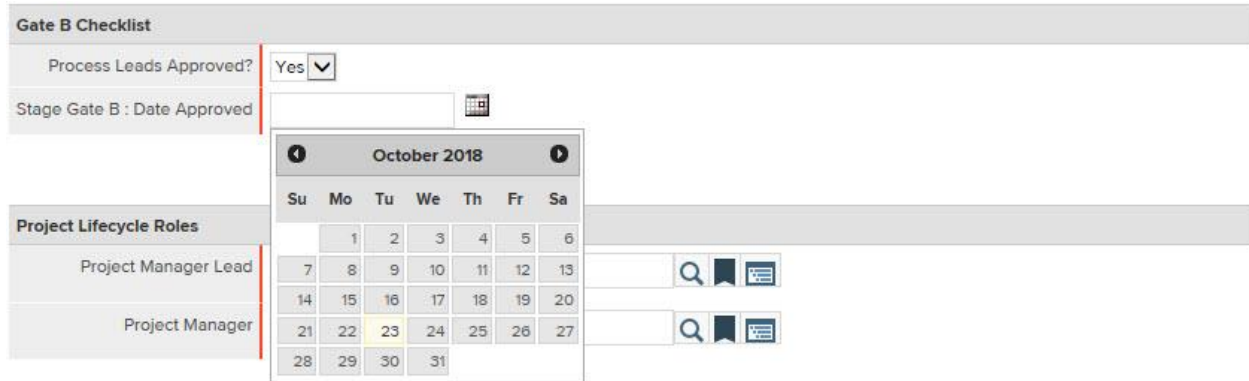 Gate B Checklist
Process Leads Approved? Yes
Stage Gate B : Date Approved
October 2018
Su Mo Tu We Th Fr Sa
1 2 3 4 5 6
Project Lifecycle Roles
Project Manager Lead
7 8 9 10 11 12 13
14 15 16 17 18 19 20
Project Manager
21 22 23 24 25 26 27
28 29 30 31